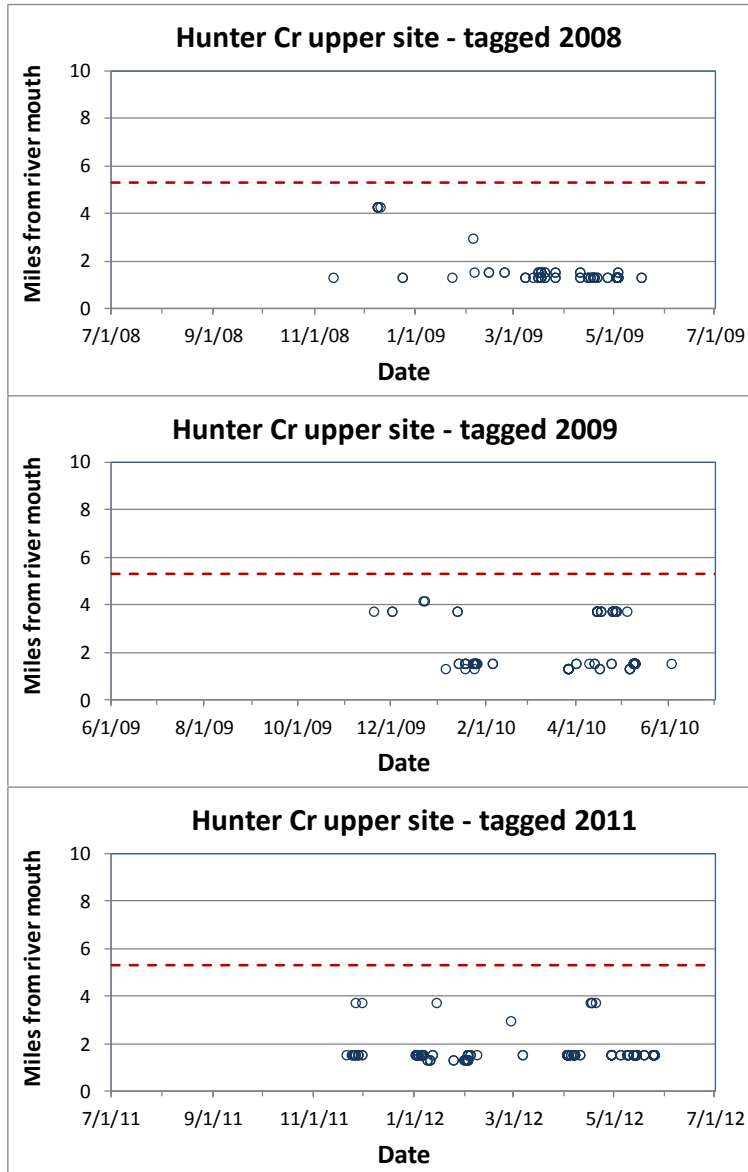 Hunter Cr upper site - tagged 2008
Miles from river mouth
10
8
6
4
2
0
7/1/08 9/1/08 11/1/08 1/1/09 3/1/09 5/1/09 7/1/09
Date
Hunter Cr upper site - tagged 2009
Miles from river mouth
10
8
6
4
2
0
6/1/09 8/1/09 10/1/09 12/1/09 2/1/10 4/1/10 6/1/10
Date
Hunter Cr upper site - tagged 2011
Miles from river mouth
10
8
6
4
2
0
7/1/11 9/1/11 11/1/11 1/1/12 3/1/12 5/1/12 7/1/12
Date